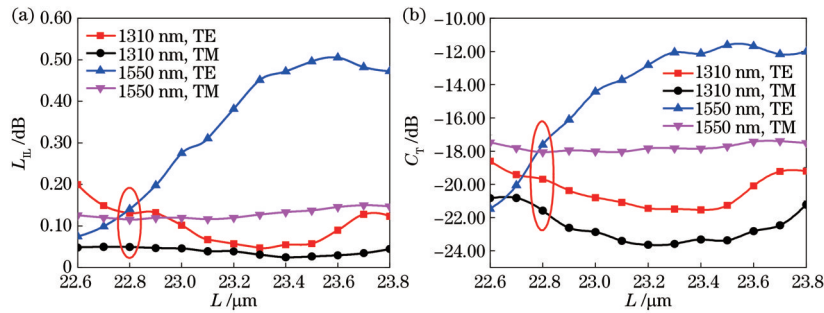 (a)
0.60
0.50
0.40
0.30
0.20
0.10
0
L_IL /dB
1310 nm, TE
1310 nm, TM
1550 nm, TE
1550 nm, TM
22.6 22.8 23.0 23.2 23.4 23.6 23.8
L /μm
(b)
−10.00
−12.00
−14.00
−16.00
−18.00
−20.00
−22.00
−24.00
C_T /dB
1310 nm, TE
1310 nm, TM
1550 nm, TE
1550 nm, TM
22.6 22.8 23.0 23.2 23.4 23.6 23.8
L /μm